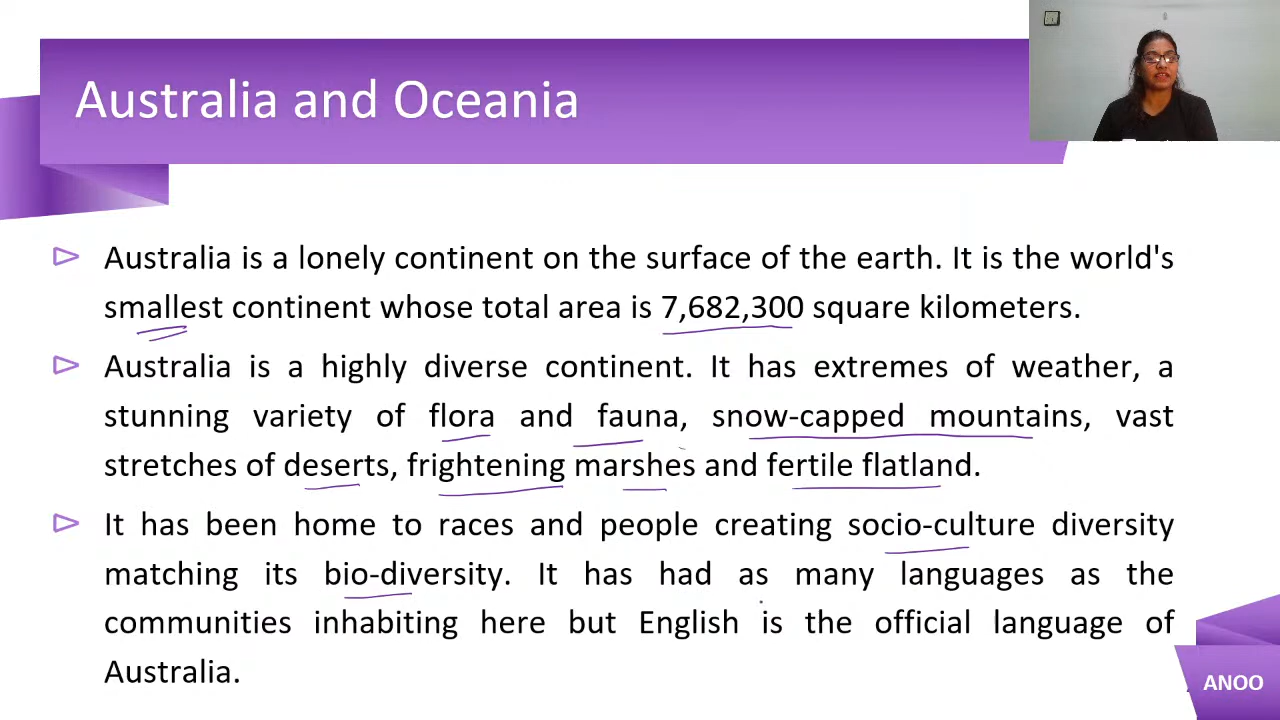 Australia and Oceania
Australia is a lonely continent on the surface of the earth. It is the world's
smallest continent whose total area is 7,682,300 square kilometers.
Australia is a highly diverse continent. It has extremes of weather, a
stunning variety of flora and fauna, snow-capped mountains, vast
stretches of deserts, frightening marshes and fertile flatland.
It has been home to races and people creating socio-culture diversity
matching its bio-diversity. It has had as many languages as the
communities inhabiting here but English is the official language of
Australia.
ANOO